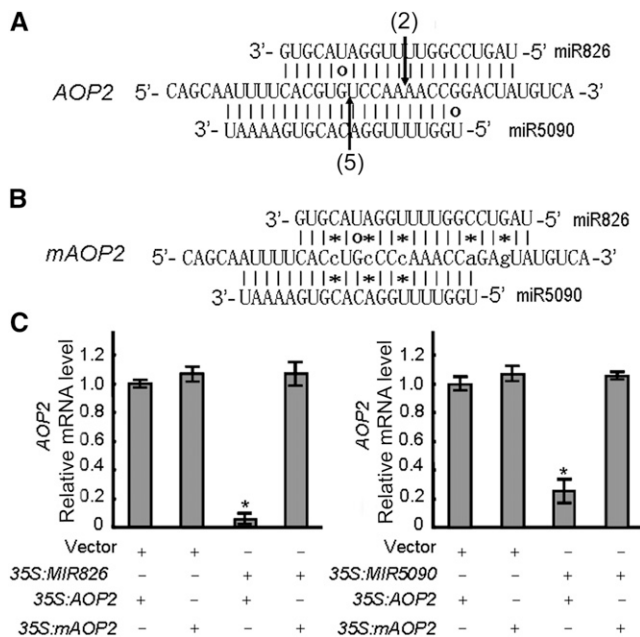 A
(2)
3’- GUGCAUAGGUUUUGGCCUGAU -5’ miR826
o
AOP2 5’- CAGCAAUUUUCACGUGUCCAAAACCGGACUAUGUCA -3’
o
3’- UAAAAGUGCACAGGUUUUGGU -5’ miR5090
(5)
B
3’- GUGCAUAGGUUUUGGCCUGAU -5’ miR826
* o * * * *
mAOP2 5’- CAGCAAUUUUCACcUGcCCcAAACCaGAgUAUGUCA -3’
* * *
3’- UAAAAGUGCACAGGUUUUGGU -5’ miR5090
C
AOP2
Relative mRNA level
1.2
1.0
0.8
0.6
0.4
0.2
0
*
Vector + + – –
35S:MIR826 – – + +
35S:AOP2 + – + –
35S:mAOP2 – + – +
AOP2
Relative mRNA level
1.2
1.0
0.8
0.6
0.4
0.2
0
*
Vector + + – –
35S:MIR5090 – – + +
35S:AOP2 + – + –
35S:mAOP2 – + – +